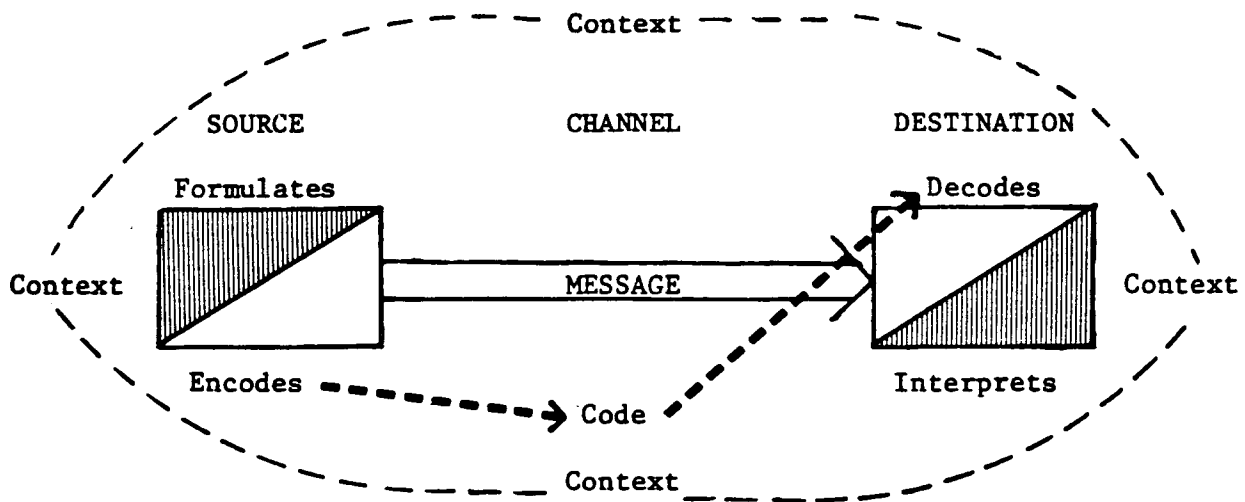 Context
SOURCE CHANNEL DESTINATION
Formulates Decodes
Context MESSAGE Context
Encodes Interprets
Code
Context